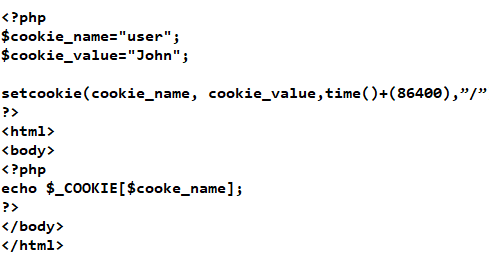 <?php
$cookie_name="user";
$cookie_value="John";
setcookie(cookie_name, cookie_value,time()+(86400),”/”
?>
<html>
<body>
<?php
echo $_COOKIE[$cooke_name];
?>
</body>
</html>